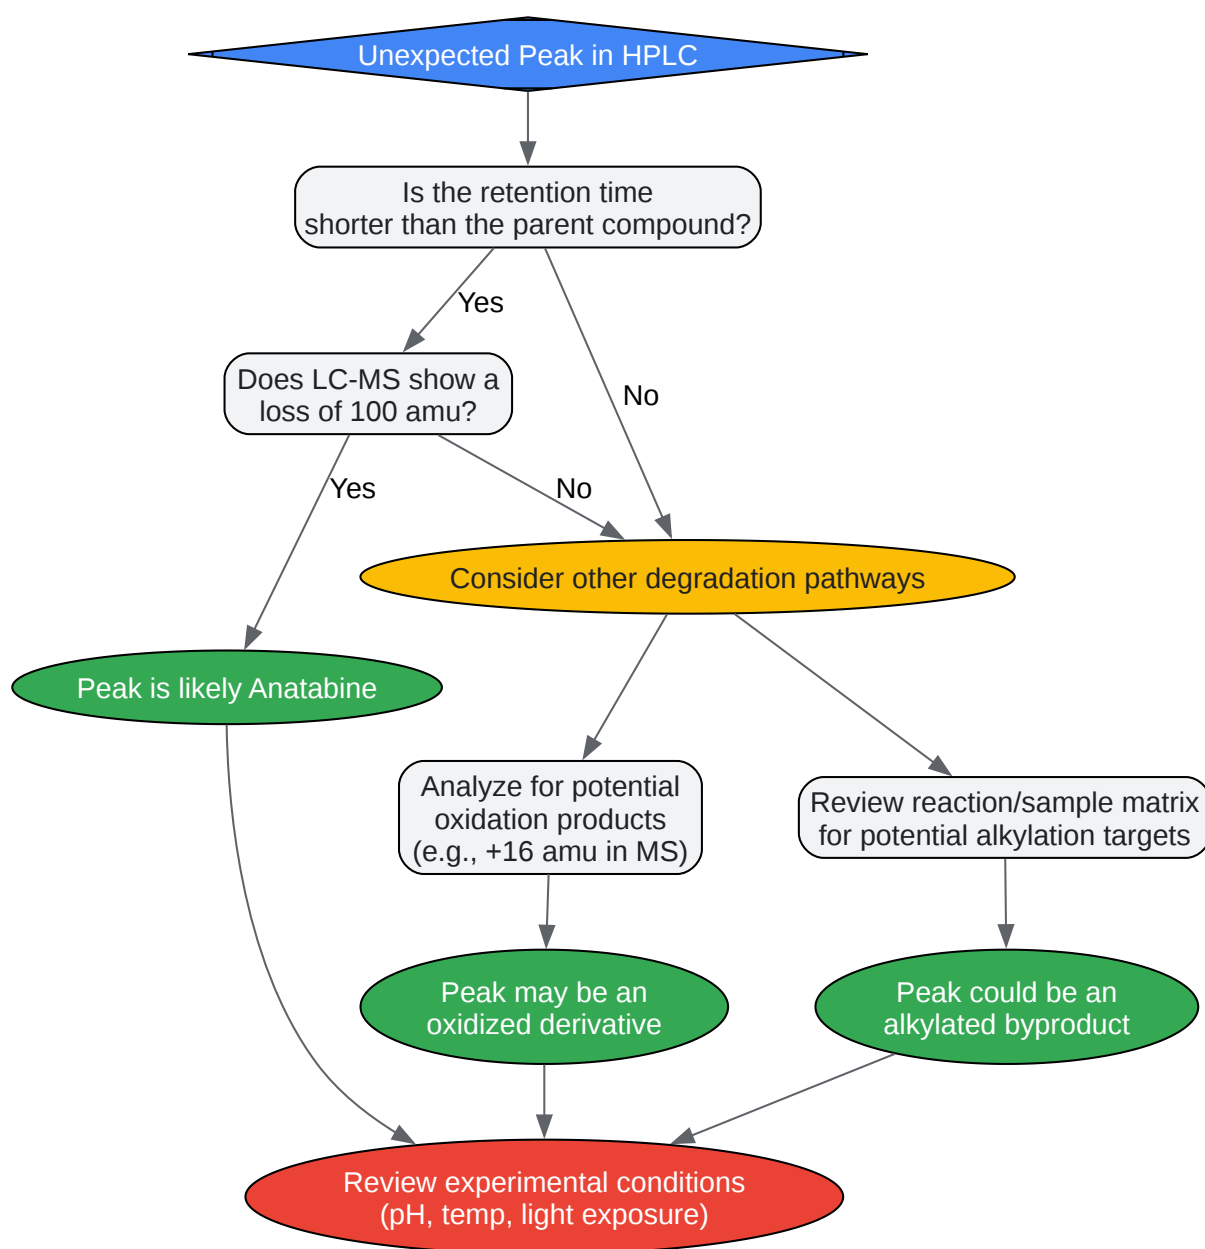 Unexpected Peak in HPLC
Is the retention time
shorter than the parent compound?
Yes
No
Does LC-MS show a
loss of 100 amu?
Yes
No
Consider other degradation pathways
Peak is likely Anatabine
Analyze for potential
oxidation products
(e.g., +16 amu in MS)
Review reaction/sample matrix
for potential alkylation targets
Peak may be an
oxidized derivative
Peak could be an
alkylated byproduct
Review experimental conditions
(pH, temp, light exposure)